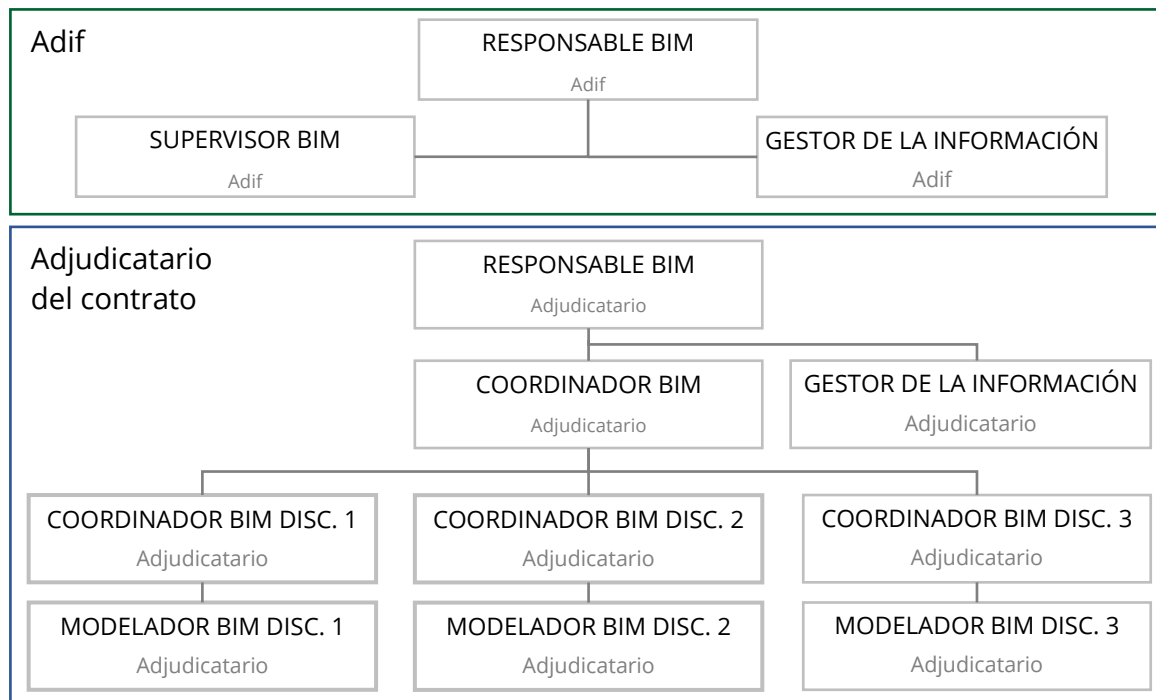 Adif
RESPONSABLE BIM
Adif
SUPERVISOR BIM
Adif
GESTOR DE LA INFORMACIÓN
Adif
Adjudicatario
del contrato
RESPONSABLE BIM
Adjudicatario
COORDINADOR BIM
Adjudicatario
GESTOR DE LA INFORMACIÓN
Adjudicatario
COORDINADOR BIM DISC. 1
Adjudicatario
COORDINADOR BIM DISC. 2
Adjudicatario
COORDINADOR BIM DISC. 3
Adjudicatario
MODELADOR BIM DISC. 1
Adjudicatario
MODELADOR BIM DISC. 2
Adjudicatario
MODELADOR BIM DISC. 3
Adjudicatario